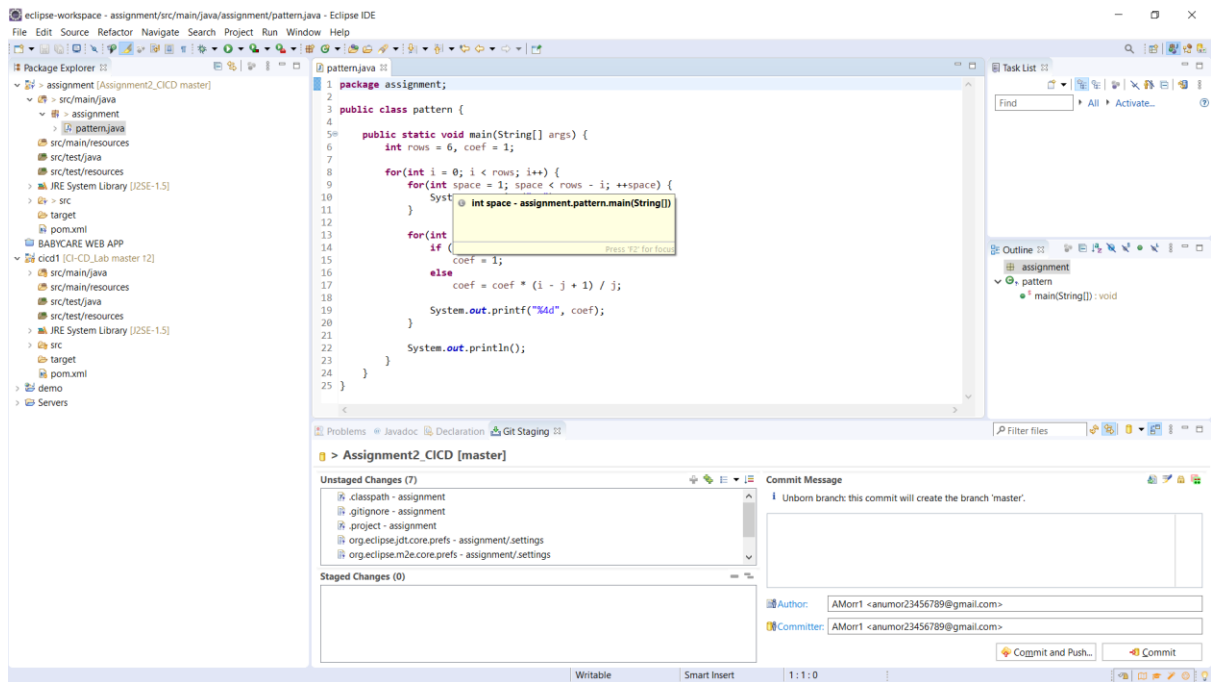 eclipse-workspace - assignment/src/main/java/assignment/pattern.java - Eclipse IDE
File Edit Source Refactor Navigate Search Project Run Window Help
Package Explorer
> assignment [Assignment2_CICD master]
> src/main/java
> assignment
> pattern.java
src/main/resources
src/test/java
src/test/resources
JRE System Library [J2SE-1.5]
> src
target
pom.xml
BABYCARE WEB APP
cicd1 [CI-CD_Lab master ↑2]
src/main/java
src/main/resources
src/test/java
src/test/resources
JRE System Library [J2SE-1.5]
src
target
pom.xml
demo
Servers
pattern.java
1 package assignment;
2
3 public class pattern {
4
5 public static void main(String[] args) {
6 int rows = 6, coef = 1;
7
8 for(int i = 0; i < rows; i++) {
9 for(int space = 1; space < rows - i; ++space) {
10 Syst
11 }
12
13 for(int
14 if (
15 coef = 1;
16 else
17 coef = coef * (i - j + 1) / j;
18
19 System.out.printf("%4d", coef);
20 }
21
22 System.out.println();
23 }
24 }
25 }
int space - assignment.pattern.main(String[])
Press 'F2' for focus
Task List
Find All Activate...
Outline
assignment
pattern
main(String[]) : void
Problems Javadoc Declaration Git Staging
Filter files
> Assignment2_CICD [master]
Unstaged Changes (7)
.classpath - assignment
.gitignore - assignment
.project - assignment
org.eclipse.jdt.core.prefs - assignment/.settings
org.eclipse.m2e.core.prefs - assignment/.settings
Staged Changes (0)
Commit Message
Unborn branch: this commit will create the branch 'master'.
Author: AMorr1 <anumor23456789@gmail.com>
Committer: AMorr1 <anumor23456789@gmail.com>
Commit and Push... Commit
Writable Smart Insert 1 : 1 : 0